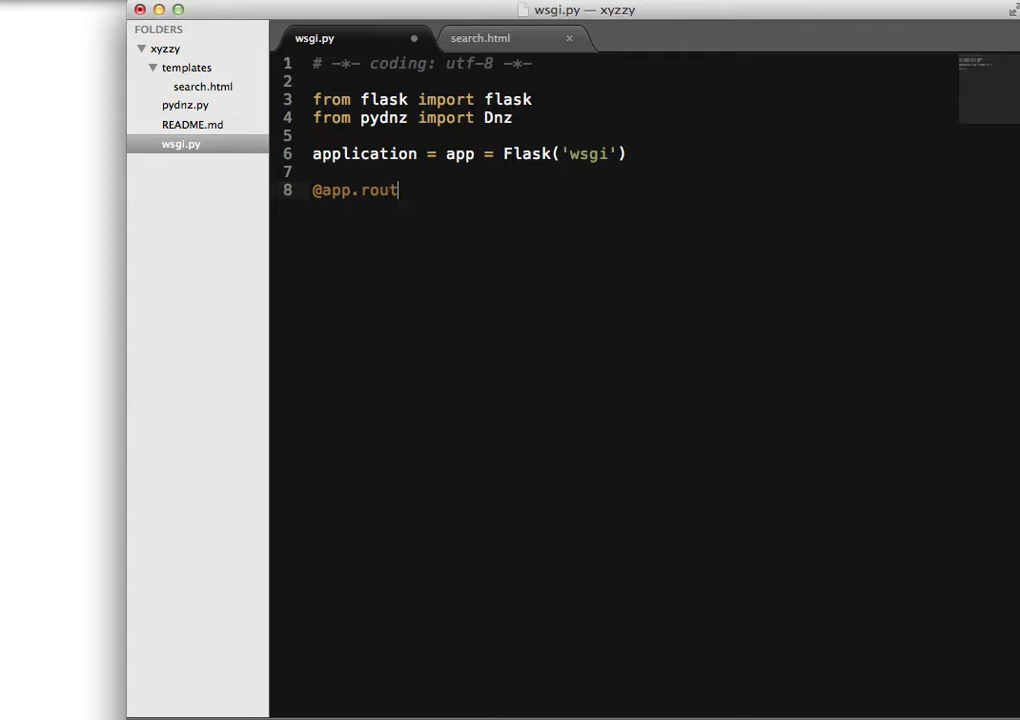 wsgi.py — xyzzy
FOLDERS
xyzzy
templates
search.html
pydnz.py
README.md
wsgi.py
wsgi.py
search.html ×
1 # -*- coding: utf-8 -*-
2
3 from flask import flask
4 from pydnz import Dnz
5
6 application = app = Flask('wsgi')
7
8 @app.rout